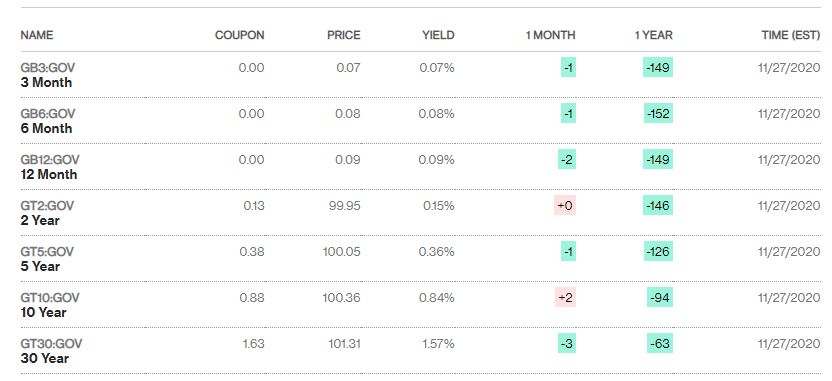 NAME COUPON PRICE YIELD 1 MONTH 1 YEAR TIME (EST)
GB3:GOV 0.00 0.07 0.07% -1 -149 11/27/2020
3 Month
GB6:GOV 0.00 0.08 0.08% -1 -152 11/27/2020
6 Month
GB12:GOV 0.00 0.09 0.09% -2 -149 11/27/2020
12 Month
GT2:GOV 0.13 99.95 0.15% +0 -146 11/27/2020
2 Year
GT5:GOV 0.38 100.05 0.36% -1 -126 11/27/2020
5 Year
GT10:GOV 0.88 100.36 0.84% +2 -94 11/27/2020
10 Year
GT30:GOV 1.63 101.31 1.57% -3 -63 11/27/2020
30 Year